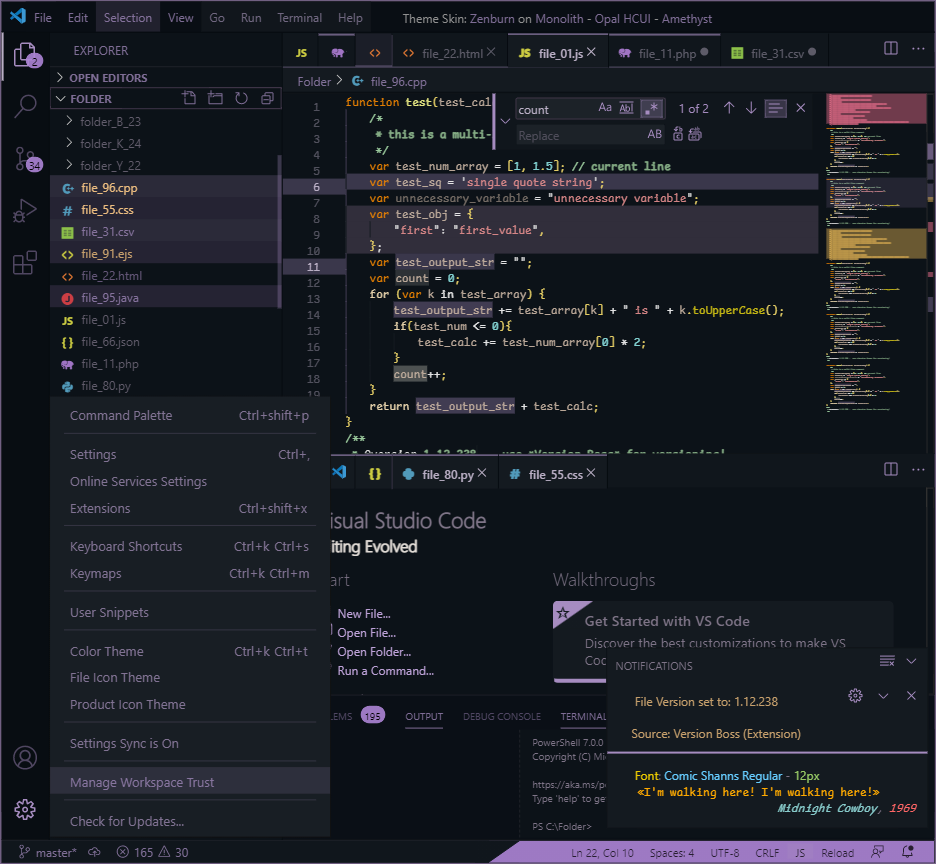 File Edit Selection View Go Run Terminal Help Theme Skin: Zenburn on Monolith - Opal HCUI - Amethyst
2
34
EXPLORER
OPEN EDITORS
FOLDER
folder_B_23
folder_K_24
folder_Y_22
file_96.cpp
file_55.css
file_31.csv
file_91.ejs
file_22.html
file_95.java
file_01.js
file_66.json
file_11.php
file_80.py
JS file_22.html JS file_01.js file_11.php file_31.csv
Folder > file_96.cpp
count Aa Ab .* 1 of 2
Replace AB
1 function test(test_cal
2 /*
3 * this is a multi-
4 */
5 var test_num_array = [1, 1.5]; // current line
6 var test_sq = 'single quote string';
7 var unnecessary_variable = "unnecessary variable";
8 var test_obj = {
9 "first": "first_value",
10 };
11 var test_output_str = "";
12 var count = 0;
13 for (var k in test_array) {
14 test_output_str += test_array[k] + " is " + k.toUpperCase();
15 if(test_num <= 0){
16 test_calc += test_num_array[0] * 2;
17 }
18 count++;
19 }
return test_output_str + test_calc;
}
/**
Command Palette Ctrl+shift+p
Settings Ctrl+,
Online Services Settings
Extensions Ctrl+shift+x
Keyboard Shortcuts Ctrl+k Ctrl+s
Keymaps Ctrl+k Ctrl+m
User Snippets
Color Theme Ctrl+k Ctrl+t
File Icon Theme
Product Icon Theme
Settings Sync is On
Manage Workspace Trust
Check for Updates...
{} file_80.py # file_55.css
isual Studio Code
iting Evolved
art
New File...
Open File...
Open Folder...
Run a Command...
Walkthroughs
Get Started with VS Code
Discover the best customizations to make VS
Coc
LEMS 195 OUTPUT DEBUG CONSOLE TERMINAL
PowerShell 7.0.0
Copyright (C) Mi
https://aka.ms/p
Type 'help' to ge
PS C:\Folder>
NOTIFICATIONS
File Version set to: 1.12.238
Source: Version Boss (Extension)
Font: Comic Shanns Regular - 12px
«I'm walking here! I'm walking here!»
Midnight Cowboy, 1969
master* 165 30 Ln 22, Col 10 Spaces: 4 UTF-8 CRLF JS Reload